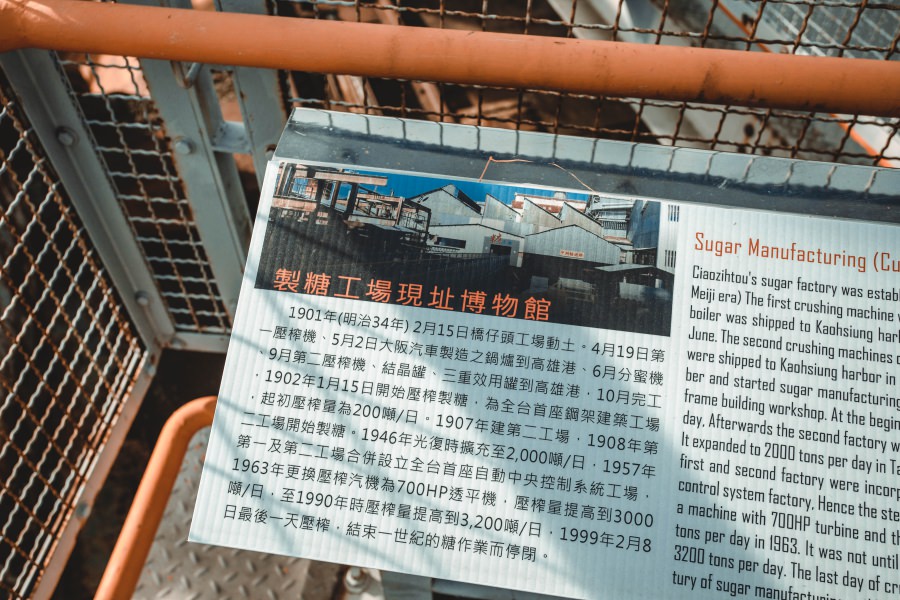 製糖工場現址博物館
1901年(明治34年) 2月15日橋仔頭工場動土。4月19日第
一壓榨機、5月2日大阪汽車製造之鍋爐到高雄港、6月分蜜機
、9月第二壓榨機、結晶罐、三重效用罐到高雄港，10月完工
，1902年1月15日開始壓榨製糖，為全台首座鋼架建築工場
，起初壓榨量為200噸/日。1907年建第二工場，1908年第
二工場開始製糖。1946年光復時擴充至2,000噸/日，1957年
第一及第二工場合併設立全台首座自動中央控制系統工場，
1963年更換壓榨汽機為700HP透平機，壓榨量提高到3000
噸/日，至1990年時壓榨量提高到3,200噸/日，1999年2月8
日最後一天壓榨，結束一世紀的糖作業而停閉。
Sugar Manufacturing (Cu
Ciaozihtou's sugar factory was estab
Meiji era) The first crushing machine
boiler was shipped to Kaohsiung harb
June. The second crushing machines
were shipped to Kaohsiung harbor in
ber and started sugar manufacturing
frame building workshop. At the begin
day, Afterwards the second factory w
It expanded to 2000 tons per day in Ta
first and second factory were incorp
control system factory. Hence the ste
a machine with 700HP turbine and th
tons per day in 1963. It was not until
3200 tons per day. The last day of cr
tury of sugar manufacturing